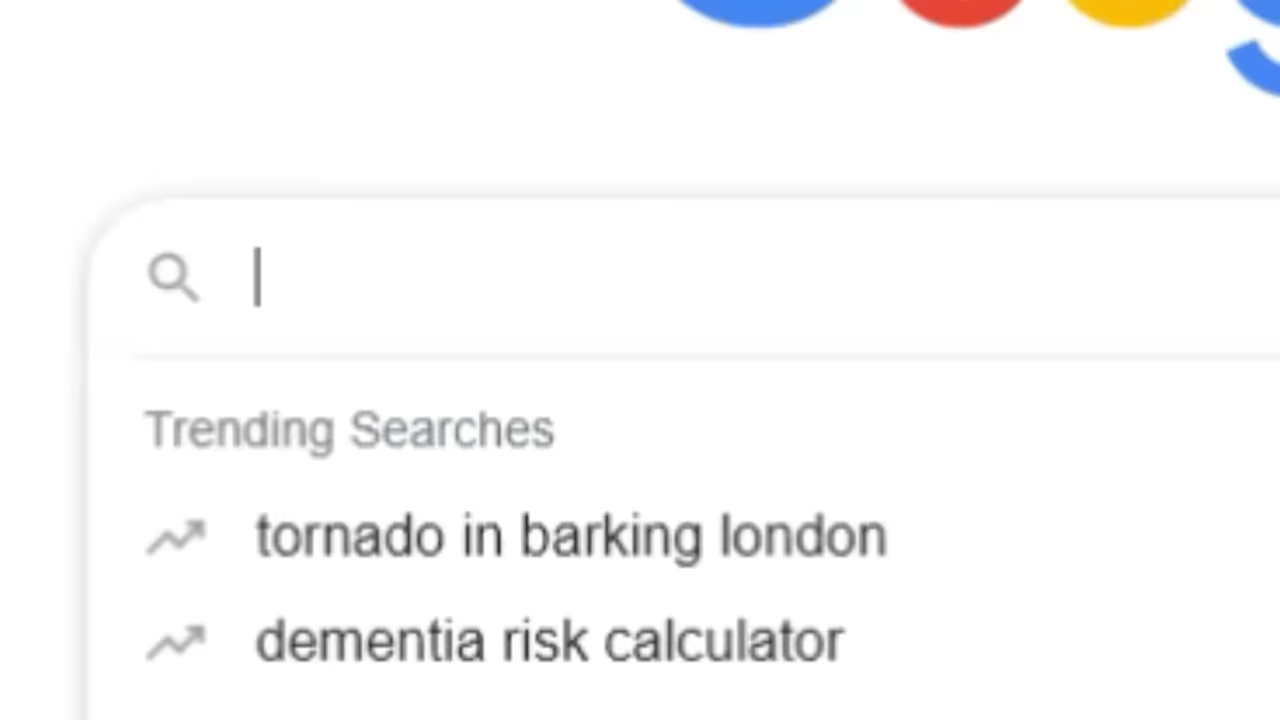 Trending Searches
tornado in barking london
dementia risk calculator